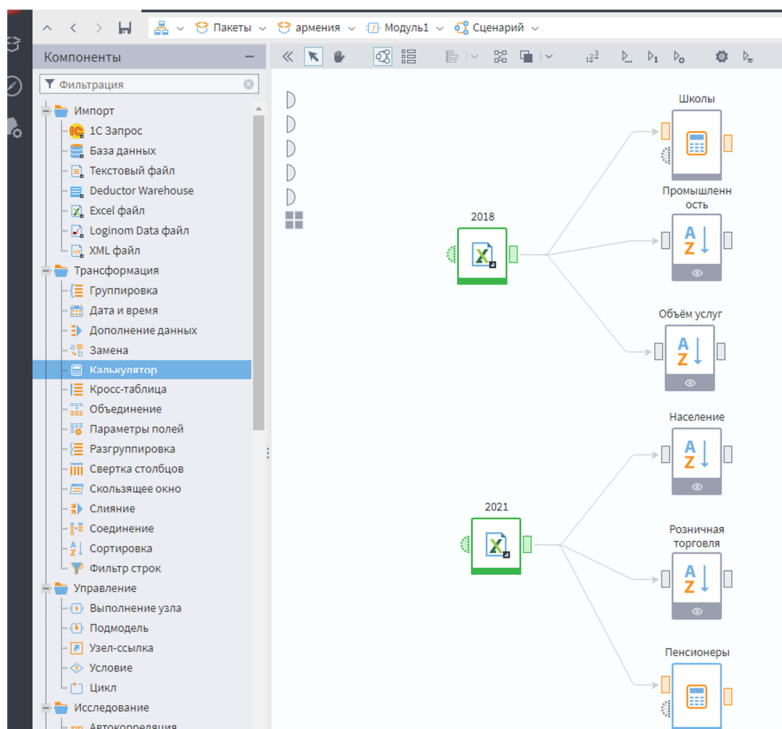 Пакеты
армения
Модуль1
Сценарий
Компоненты
Фильтрация
Импорт
1С Запрос
База данных
Текстовый файл
Deductor Warehouse
Excel файл
Loginom Data файл
XML файл
Трансформация
Группировка
Дата и время
Дополнение данных
Замена
Калькулятор
Кросс-таблица
Объединение
Параметры полей
Разгруппировка
Свертка столбцов
Скользящее окно
Слияние
Соединение
Сортировка
Фильтр строк
Управление
Выполнение узла
Подмодель
Узел-ссылка
Условие
Цикл
Исследование
Автокорреляция
2018
Школы
Промышленн
ость
Объём услуг
2021
Население
Розничная
торговля
Пенсионеры